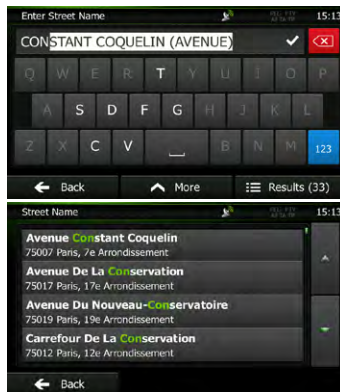 Enter Street Name 15:13
CONSTANT COQUELIN (AVENUE)
Q W E R T Y U I O P
A S D F G H J K L
Z X C V B N M 123
Back More Results (33)
Street Name 15:13
Avenue Constant Coquelin
75007 Paris, 7e Arrondissement
Avenue De La Conservation
75017 Paris, 17e Arrondissement
Avenue Du Nouveau-Conservatoire
75019 Paris, 19e Arrondissement
Carrefour De La Conservation
75012 Paris, 12e Arrondissement
Back